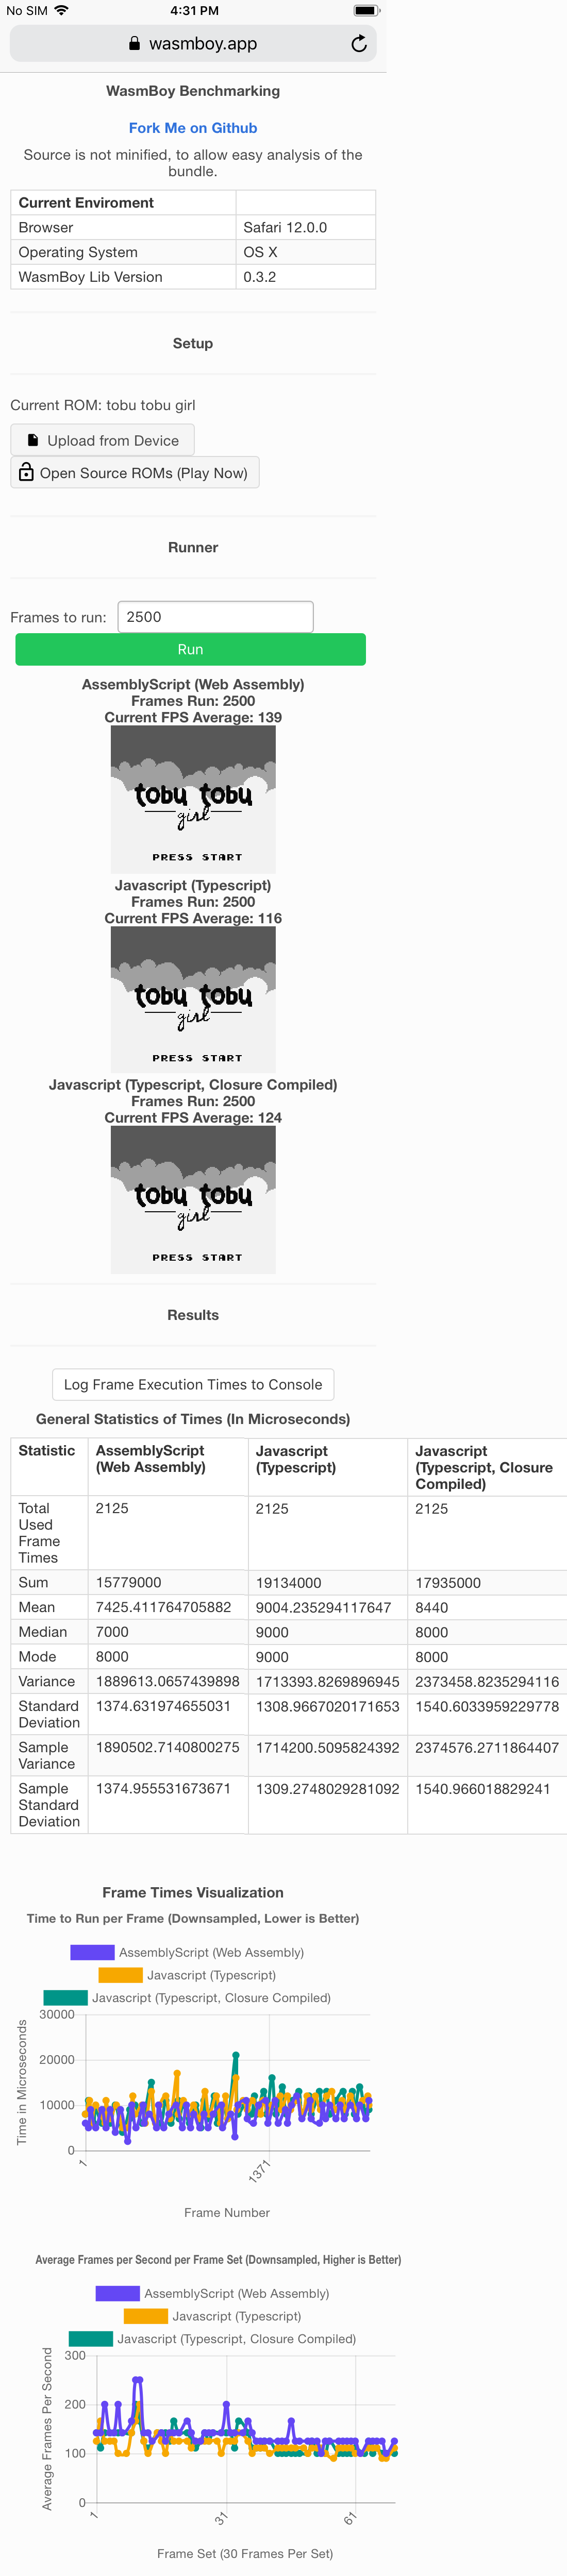 No SIM 4:31 PM
wasmboy.app
WasmBoy Benchmarking
Fork Me on Github
Source is not minified, to allow easy analysis of the
bundle.
Current Enviroment
Browser Safari 12.0.0
Operating System OS X
WasmBoy Lib Version 0.3.2
Setup
Current ROM: tobu tobu girl
Upload from Device
Open Source ROMs (Play Now)
Runner
Frames to run: 2500
Run
AssemblyScript (Web Assembly)
Frames Run: 2500
Current FPS Average: 139
tobu tobu
girl
PRESS START
Javascript (Typescript)
Frames Run: 2500
Current FPS Average: 116
tobu tobu
girl
PRESS START
Javascript (Typescript, Closure Compiled)
Frames Run: 2500
Current FPS Average: 124
tobu tobu
girl
PRESS START
Results
Log Frame Execution Times to Console
General Statistics of Times (In Microseconds)
Statistic AssemblyScript Javascript Javascript
(Web Assembly) (Typescript) (Typescript, Closure
Compiled)
Total 2125 2125 2125
Used
Frame
Times
Sum 15779000 19134000 17935000
Mean 7425.411764705882 9004.235294117647 8440
Median 7000 9000 8000
Mode 8000 9000 8000
Variance 1889613.0657439898 1713393.8269896945 2373458.8235294116
Standard 1374.631974655031 1308.9667020171653 1540.6033959229778
Deviation
Sample 1890502.7140800275 1714200.5095824392 2374576.2711864407
Variance
Sample 1374.955531673671 1309.2748029281092 1540.966018829241
Standard
Deviation
Frame Times Visualization
Time to Run per Frame (Downsampled, Lower is Better)
AssemblyScript (Web Assembly)
Javascript (Typescript)
Javascript (Typescript, Closure Compiled)
Time in Microseconds
30000
20000
10000
0
1 1371
Frame Number
Average Frames per Second per Frame Set (Downsampled, Higher is Better)
AssemblyScript (Web Assembly)
Javascript (Typescript)
Javascript (Typescript, Closure Compiled)
Average Frames Per Second
300
200
100
0
1 31 61
Frame Set (30 Frames Per Set)